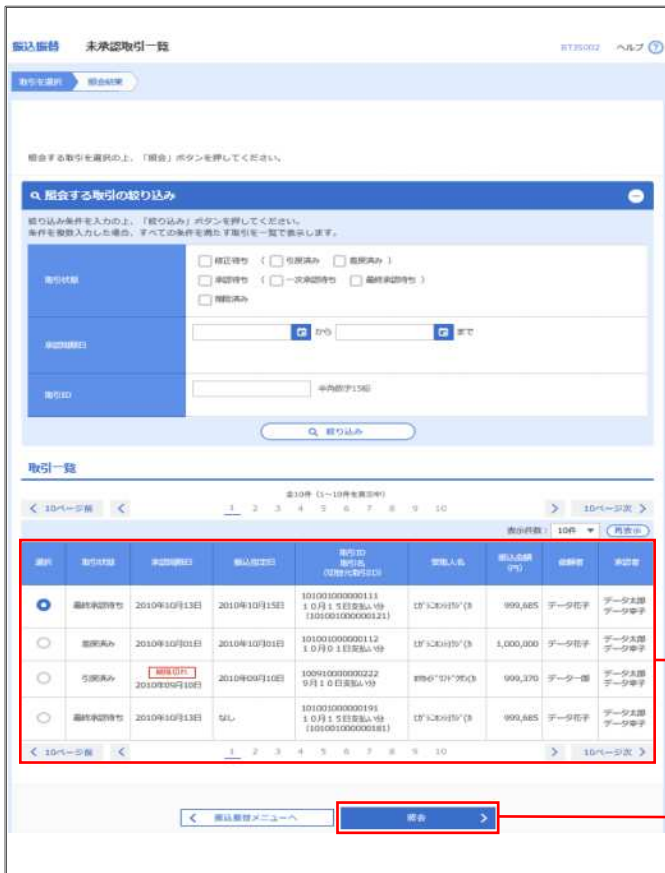 振込振替 未承認取引一覧 BTJS002 ヘルプ ?
取引を選択 照会結果
照会する取引を選択の上、「照会」ボタンを押してください。
照会する取引の絞り込み
絞り込み条件を入力の上、「絞り込み」ボタンを押してください。
条件を複数入力した場合、すべての条件を満たす取引を一覧で表示します。
取引状態
修正待ち ( 引戻済み 差戻済み )
承認待ち ( 一次承認待ち 最終承認待ち )
削除済み
承認期限日 から まで
取引ID 半角数字15桁
絞り込み
取引一覧
全10件 (1~10件を表示中)
< 10ページ前 < 1 2 3 4 5 6 7 8 9 10 > 10ページ次 >
表示件数: 10件 再表示
選択 取引状態 承認期限日 振込指定日 取引ID 取引名 (切替元取引ID) 受取人名 振込金額 (円) 依頼者 承認者
最終承認待ち 2010年10月13日 2010年10月15日 101001000000111 999,685 データ花子 データ太郎
10月15日支払い分 データ幸子
(101001000000121)
差戻済み 2010年10月01日 2010年10月01日 101001000000112 1,000,000 データ花子 データ太郎
10月01日支払い分 データ幸子
引戻済み 期限切れ 2010年09月10日 2010年09月10日 100910000000222 999,370 データ一郎 データ太郎
9月10日支払い分 データ幸子
最終承認待ち 2010年10月13日 なし 101001000000191 999,685 データ花子 データ太郎
10月15日支払い分 データ幸子
(101001000000181)
< 10ページ前 < 1 2 3 4 5 6 7 8 9 10 > 10ページ次 >
< 振込振替メニューへ 照会 >